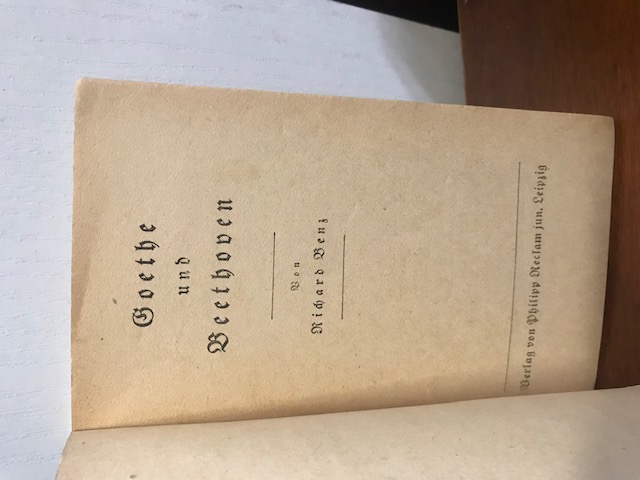 Goethe
und
Beethoven
Von
Richard Benz
Verlag von Philipp Reclam jun. Leipzig